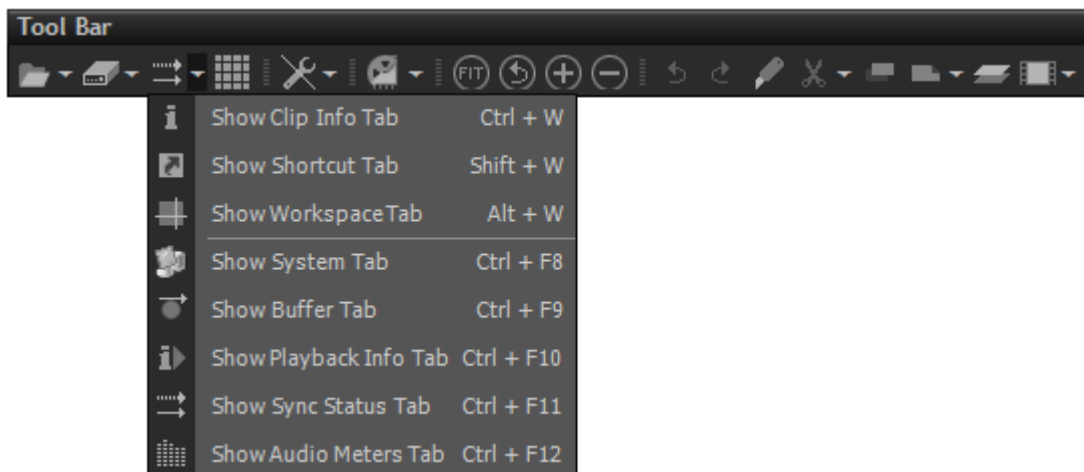 Tool Bar
FIT
Show Clip Info Tab Ctrl + W
Show Shortcut Tab Shift + W
Show Workspace Tab Alt + W
Show System Tab Ctrl + F8
Show Buffer Tab Ctrl + F9
Show Playback Info Tab Ctrl + F10
Show Sync Status Tab Ctrl + F11
Show Audio Meters Tab Ctrl + F12